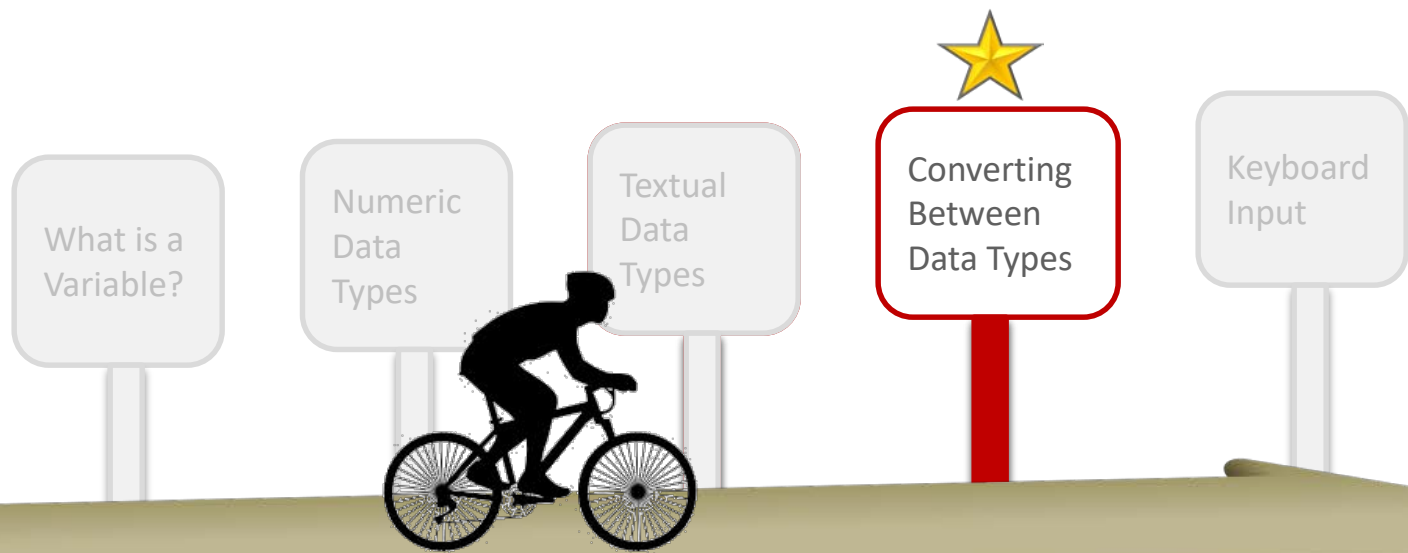 What is a
Variable?
Numeric
Data
Types
Textual
Data
Types
Converting
Between
Data Types
Keyboard
Input